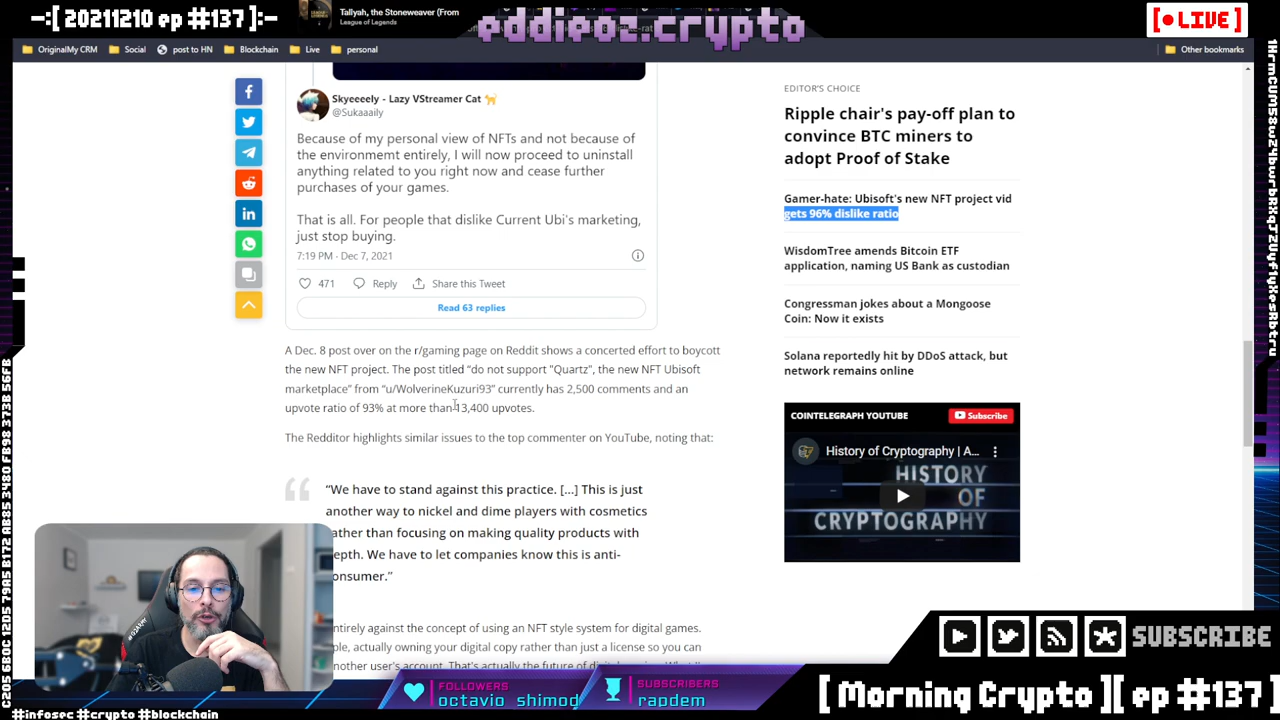 -:[ 20211210 ep #137 ]:-
Taliyah, the Stoneweaver (From
League of Legends
eddieoz.crypto
[● LIVE]
OriginalMy CRM
Social
post to HN
Blockchain
Live
personal
Other bookmarks
Skyeeeely - Lazy VStreamer Cat 🐈
@Sukaaaily
Because of my personal view of NFTs and not because of
the environmemt entirely, I will now proceed to uninstall
anything related to you right now and cease further
purchases of your games.
That is all. For people that dislike Current Ubi's marketing,
just stop buying.
7:19 PM · Dec 7, 2021
471
Reply
Share this Tweet
Read 63 replies
A Dec. 8 post over on the r/gaming page on Reddit shows a concerted effort to boycott
the new NFT project. The post titled “do not support "Quartz", the new NFT Ubisoft
marketplace” from “u/WolverineKuzuri93” currently has 2,500 comments and an
upvote ratio of 93% at more than 13,400 upvotes.
The Redditor highlights similar issues to the top commenter on YouTube, noting that:
“We have to stand against this practice. [...] This is just
another way to nickel and dime players with cosmetics
rather than focusing on making quality products with
depth. We have to let companies know this is anti-
consumer.”
entirely against the concept of using an NFT style system for digital games.
actually owning your digital copy rather than just a license so you can
another user's account. That's actually the future of
EDITOR'S CHOICE
Ripple chair's pay-off plan to
convince BTC miners to
adopt Proof of Stake
Gamer-hate: Ubisoft's new NFT project vid
gets 96% dislike ratio
WisdomTree amends Bitcoin ETF
application, naming US Bank as custodian
Congressman jokes about a Mongoose
Coin: Now it exists
Solana reportedly hit by DDoS attack, but
network remains online
COINTELEGRAPH YOUTUBE
Subscribe
History of Cryptography | A...
HISTORY
OF
CRYPTOGRAPHY
SUBSCRIBE
FOLLOWERS
octavio_shimod
SUBSCRIBERS
rapdem
[ Morning Crypto ][ ep #137 ]
#infosec #crypto #blockchain